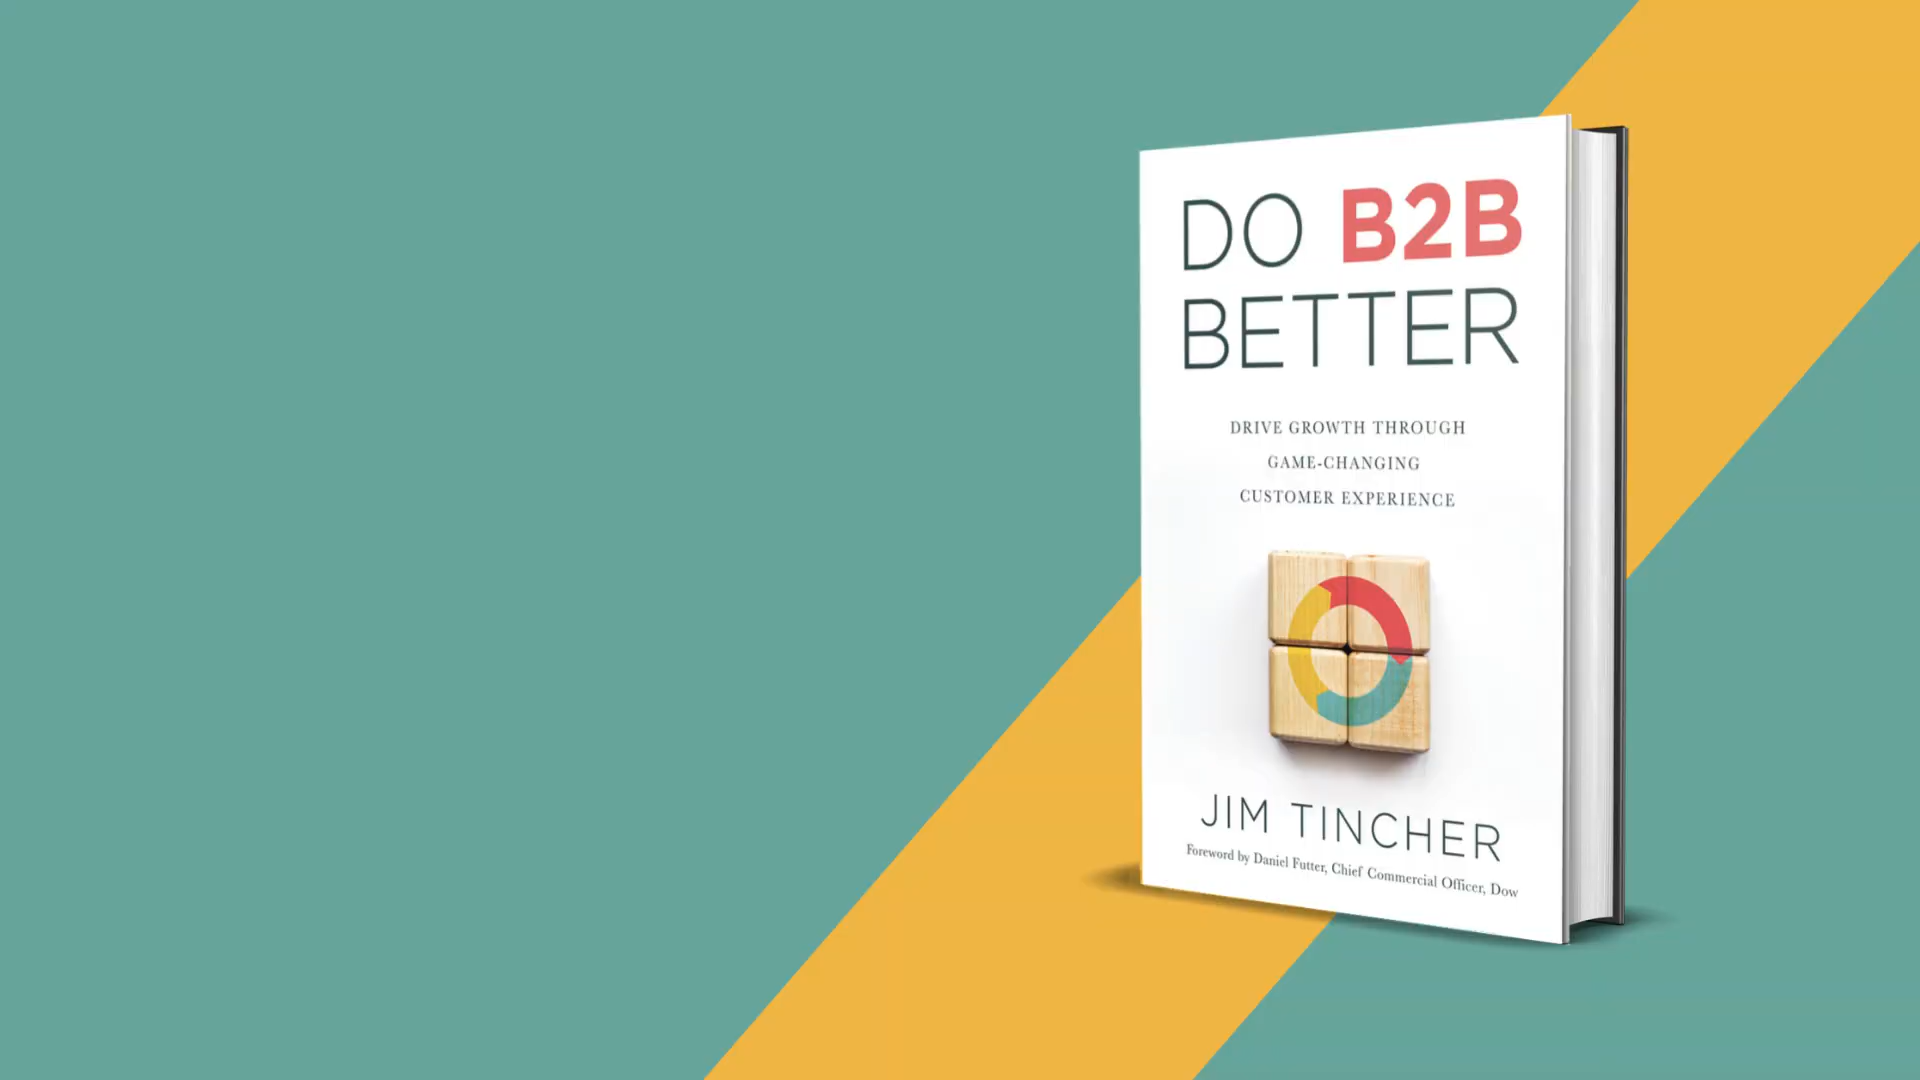 DO B2B
BETTER
DRIVE GROWTH THROUGH
GAME-CHANGING
CUSTOMER EXPERIENCE
JIM TINCHER
Foreword by Daniel Futter, Chief Commercial Officer, Dow